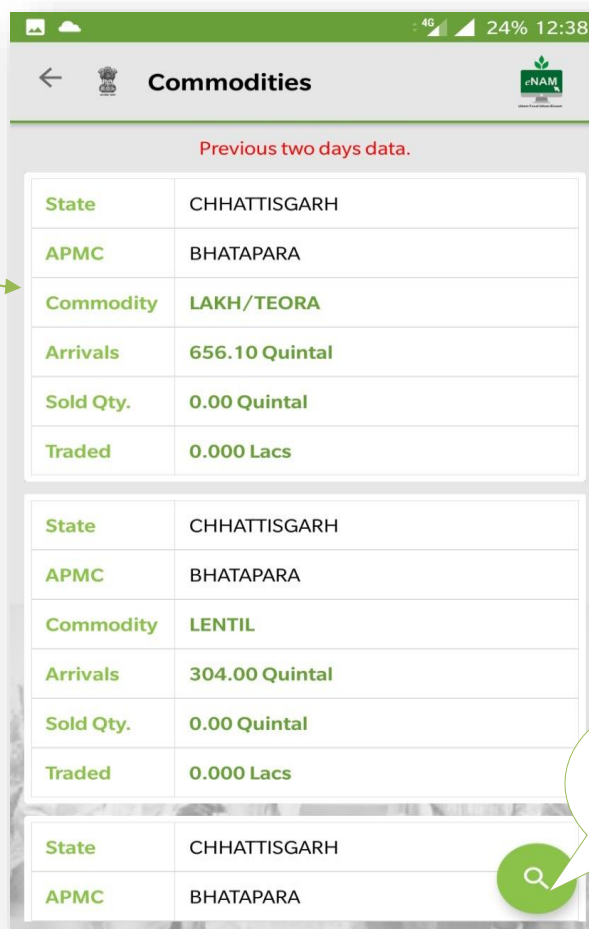 4G 24% 12:38
Commodities
eNAM
Previous two days data.
State CHHATTISGARH
APMC BHATAPARA
Commodity LAKH/TEORA
Arrivals 656.10 Quintal
Sold Qty. 0.00 Quintal
Traded 0.000 Lacs
State CHHATTISGARH
APMC BHATAPARA
Commodity LENTIL
Arrivals 304.00 Quintal
Sold Qty. 0.00 Quintal
Traded 0.000 Lacs
State CHHATTISGARH
APMC BHATAPARA